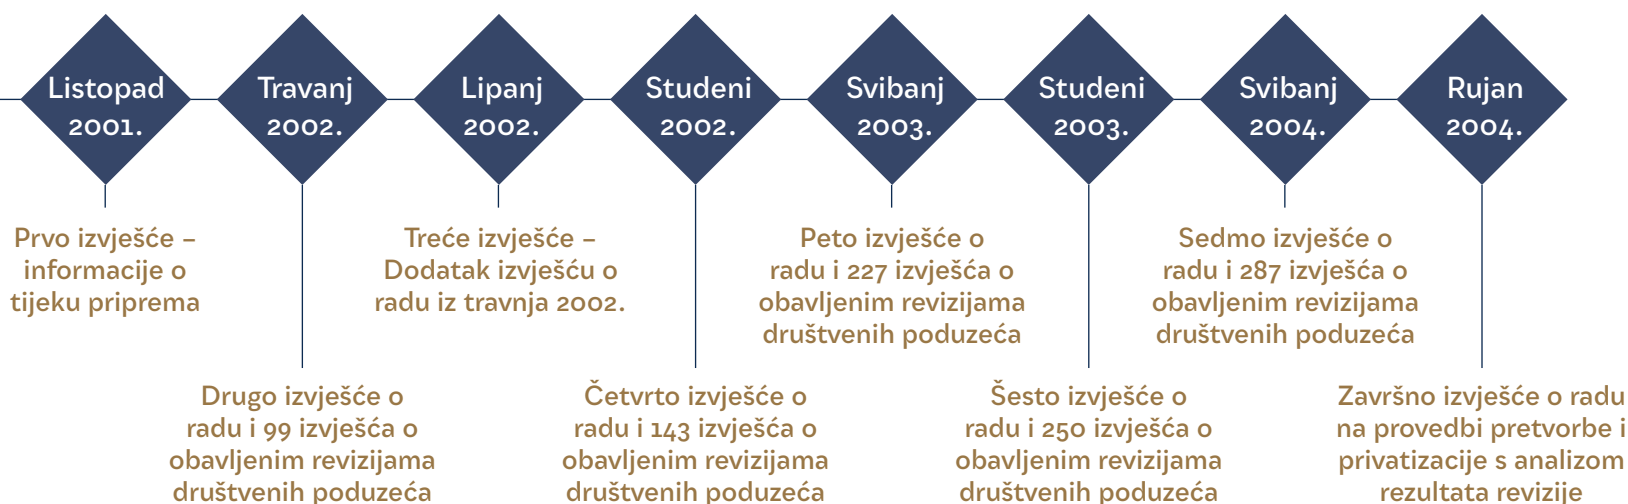 Listopad
2001.
Prvo izvješće –
informacije o
tijeku priprema
Travanj
2002.
Drugo izvješće o
radu i 99 izvješća o
obavljenim revizijama
društvenih poduzeća
Lipanj
2002.
Treće izvješće –
Dodatak izvješću o
radu iz travnja 2002.
Studeni
2002.
Četvrto izvješće o
radu i 143 izvješća o
obavljenim revizijama
društvenih poduzeća
Svibanj
2003.
Peto izvješće o
radu i 227 izvješća o
obavljenim revizijama
društvenih poduzeća
Studeni
2003.
Šesto izvješće o
radu i 250 izvješća o
obavljenim revizijama
društvenih poduzeća
Svibanj
2004.
Sedmo izvješće o
radu i 287 izvješća o
obavljenim revizijama
društvenih poduzeća
Rujan
2004.
Završno izvješće o radu
na provedbi pretvorbe i
privatizacije s analizom
rezultata revizije